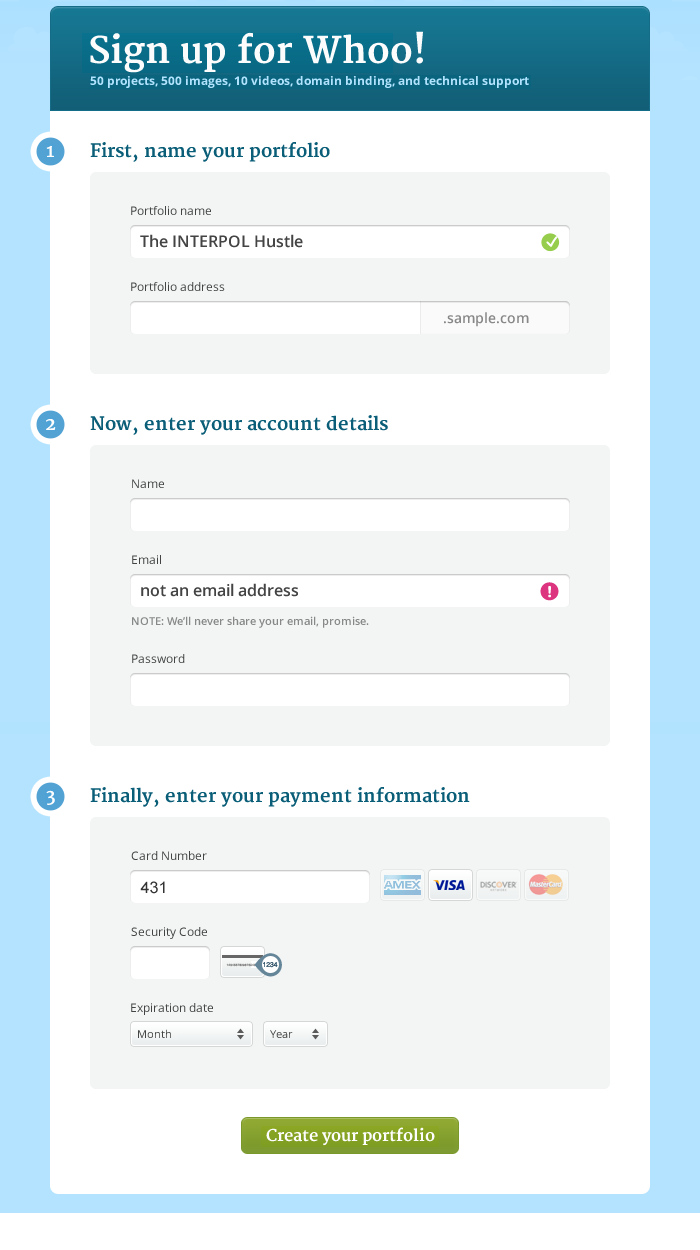 Sign up for Whoo!
50 projects, 500 images, 10 videos, domain binding, and technical support
1 First, name your portfolio
Portfolio name
The INTERPOL Hustle
Portfolio address
.sample.com
2 Now, enter your account details
Name
Email
not an email address
!
NOTE: We'll never share your email, promise.
Password
3 Finally, enter your payment information
Card Number
431 AMEX VISA DISCOVER MasterCard
Security Code
1234
Expiration date
Month Year
Create your portfolio